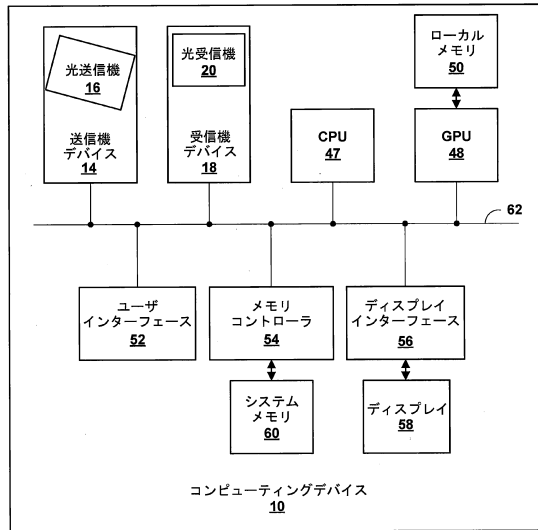 光送信機
16
送信機
デバイス
14
光受信機
20
受信機
デバイス
18
CPU
47
ローカル
メモリ
50
GPU
48
62
ユーザ
インターフェース
52
メモリ
コントローラ
54
ディスプレイ
インターフェース
56
システム
メモリ
60
ディスプレイ
58
コンピューティングデバイス
10